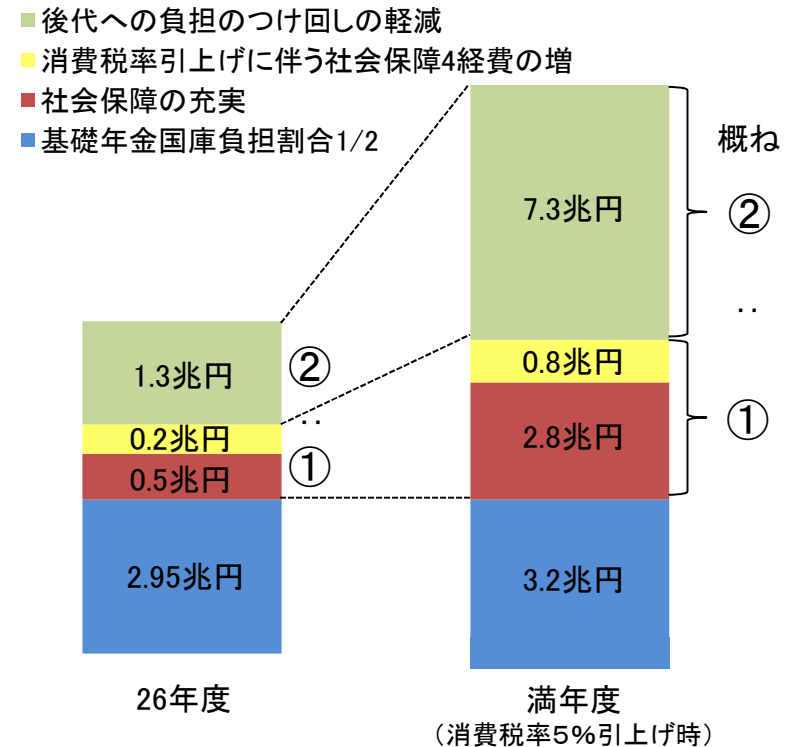 後代への負担のつけ回しの軽減
消費税率引上げに伴う社会保障4経費の増
社会保障の充実
基礎年金国庫負担割合1/2
1.3兆円
0.2兆円
0.5兆円
2.95兆円
②
‥
①
26年度
7.3兆円
0.8兆円
2.8兆円
3.2兆円
概ね
②
‥
①
満年度
（消費税率5%引上げ時）